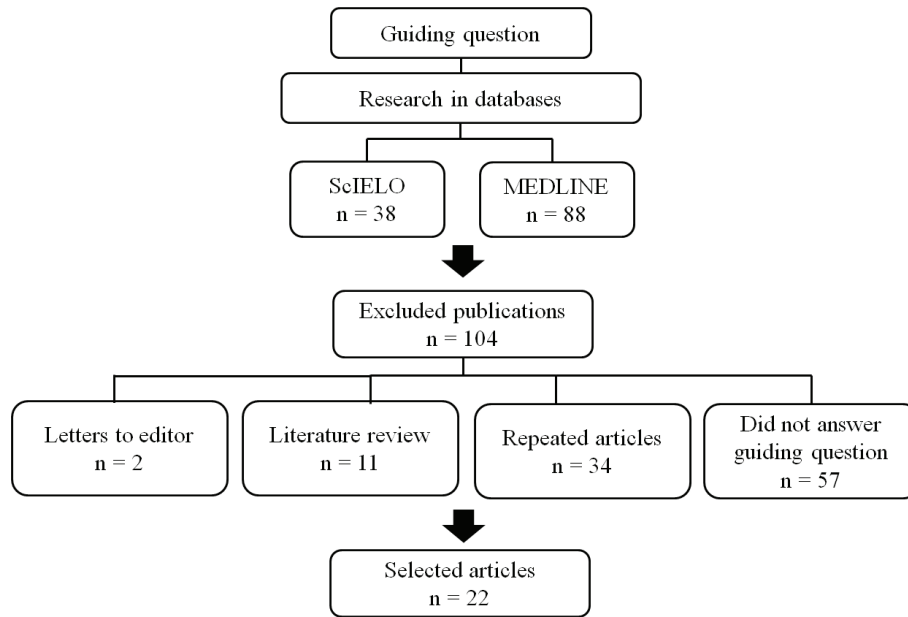 Guiding question
Research in databases
ScIELO
n = 38
MEDLINE
n = 88
Excluded publications
n = 104
Letters to editor
n = 2
Literature review
n = 11
Repeated articles
n = 34
Did not answer
guiding question
n = 57
Selected articles
n = 22